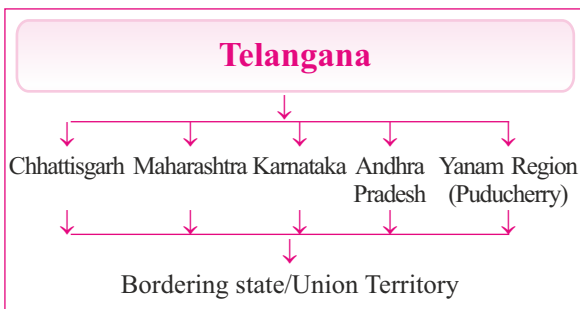 Telangana
Chhattisgarh Maharashtra Karnataka Andhra Pradesh Yanam Region (Puducherry)
Bordering state/Union Territory